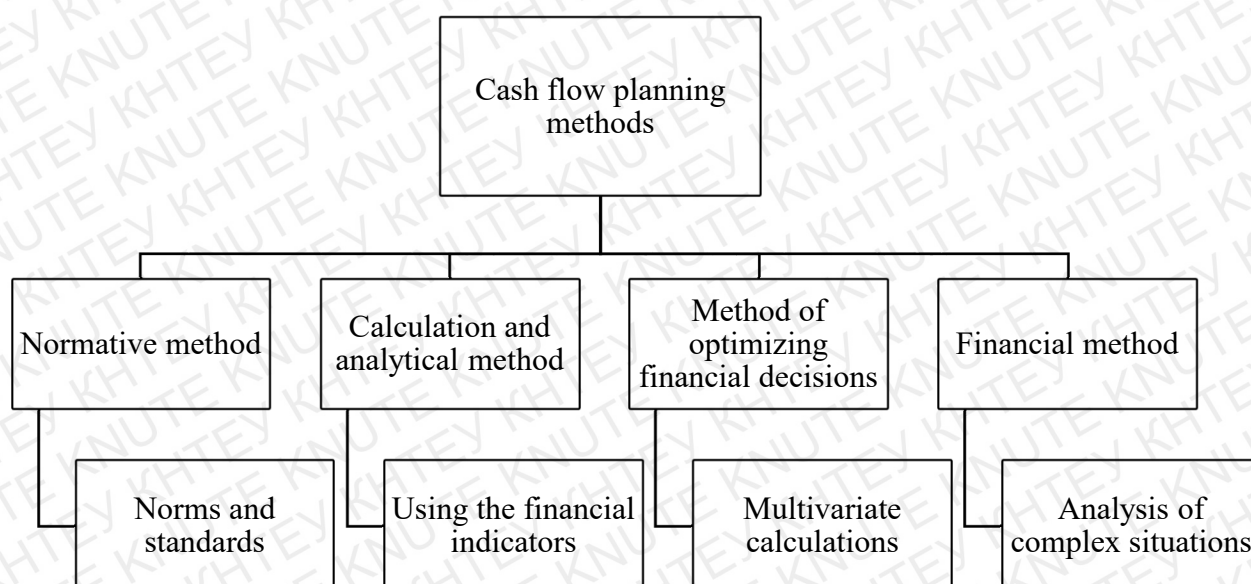 Cash flow planning
methods
Normative method
Calculation and
analytical method
Method of
optimizing
financial decisions
Financial method
Norms and
standards
Using the financial
indicators
Multivariate
calculations
Analysis of
complex situations